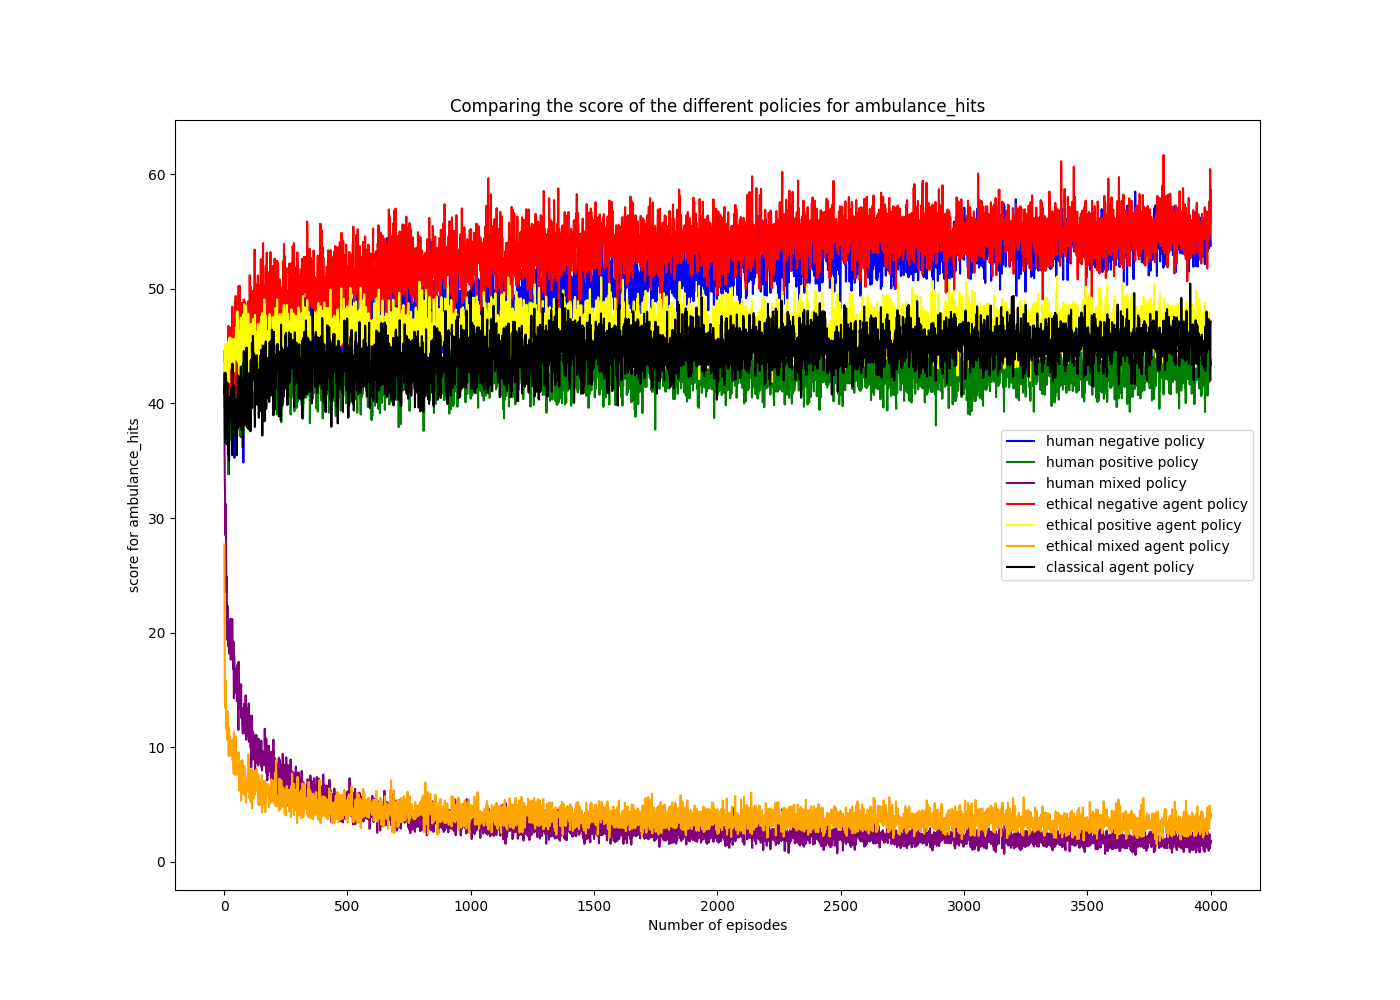 Comparing the score of the different policies for ambulance_hits
score for ambulance_hits
60
50
40
30
20
10
0
human negative policy
human positive policy
human mixed policy
ethical negative agent policy
ethical positive agent policy
ethical mixed agent policy
classical agent policy
0 500 1000 1500 2000 2500 3000 3500 4000
Number of episodes